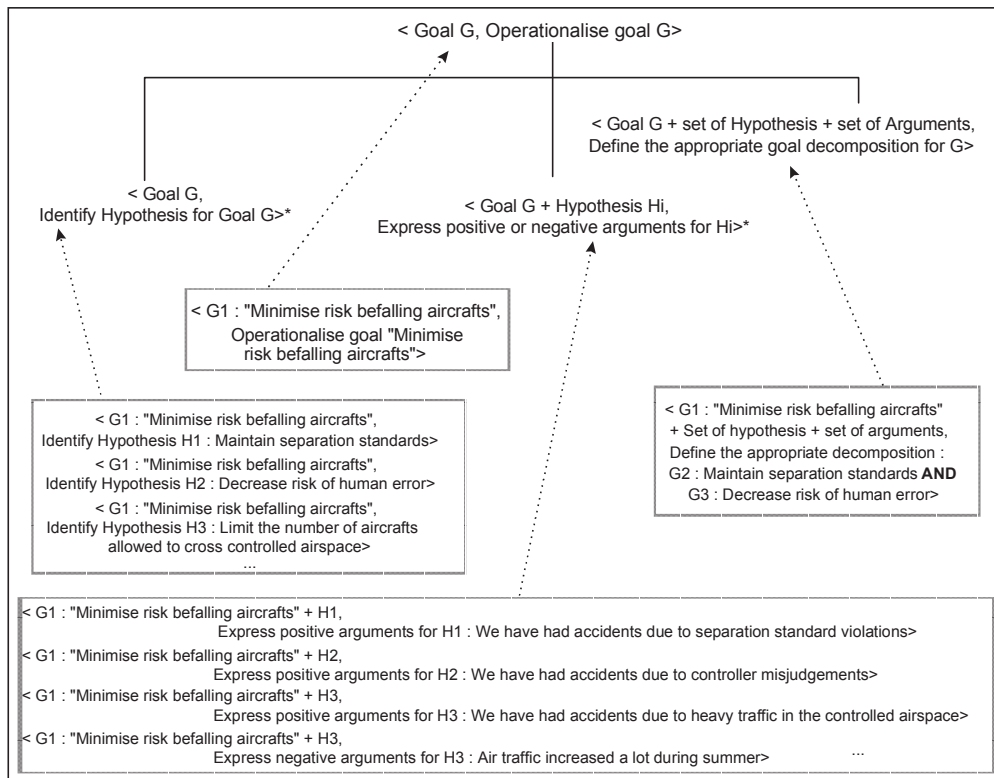 < Goal G, Operationalise goal G>
< Goal G + set of Hypothesis + set of Arguments,
Define the appropriate goal decomposition for G>
< Goal G,
Identify Hypothesis for Goal G>*
< Goal G + Hypothesis Hi,
Express positive or negative arguments for Hi>*
< G1 : "Minimise risk befalling aircrafts",
Operationalise goal "Minimise
risk befalling aircrafts">
< G1 : "Minimise risk befalling aircrafts",
Identify Hypothesis H1 : Maintain separation standards>
< G1 : "Minimise risk befalling aircrafts",
Identify Hypothesis H2 : Decrease risk of human error>
< G1 : "Minimise risk befalling aircrafts",
Identify Hypothesis H3 : Limit the number of aircrafts
allowed to cross controlled airspace>
...
< G1 : "Minimise risk befalling aircrafts"
+ Set of hypothesis + set of arguments,
Define the appropriate decomposition :
G2 : Maintain separation standards AND
G3 : Decrease risk of human error>
< G1 : "Minimise risk befalling aircrafts" + H1,
Express positive arguments for H1 : We have had accidents due to separation standard violations>
< G1 : "Minimise risk befalling aircrafts" + H2,
Express positive arguments for H2 : We have had accidents due to controller misjudgements>
< G1 : "Minimise risk befalling aircrafts" + H3,
Express positive arguments for H3 : We have had accidents due to heavy traffic in the controlled airspace>
< G1 : "Minimise risk befalling aircrafts" + H3,
Express negative arguments for H3 : Air traffic increased a lot during summer> ...